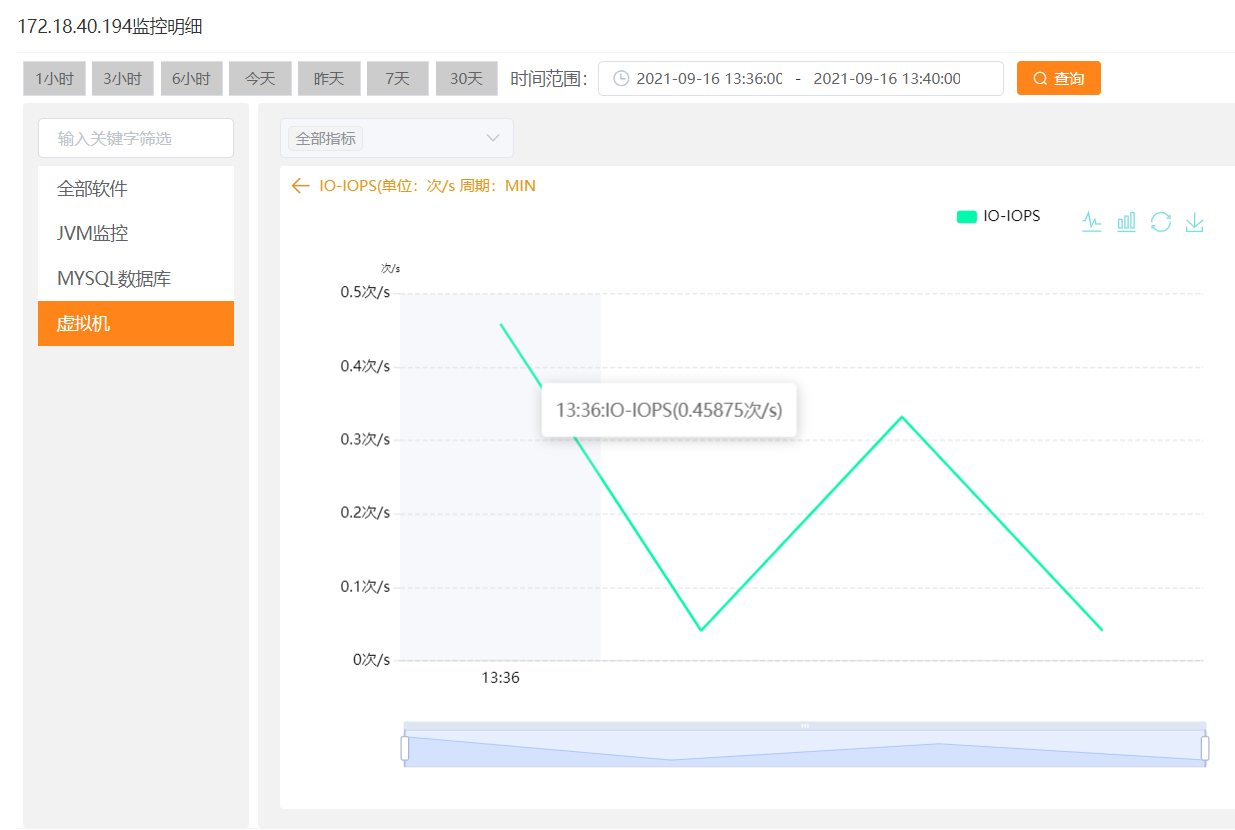 172.18.40.194监控明细
1小时 3小时 6小时 今天 昨天 7天 30天 时间范围： 2021-09-16 13:36:00 - 2021-09-16 13:40:00 查询
输入关键字筛选
全部软件
JVM监控
MYSQL数据库
虚拟机
全部指标
IO-IOPS(单位：次/s 周期：MIN
IO-IOPS
次/s
0.5次/s
0.4次/s
13:36:IO-IOPS(0.45875次/s)
0.3次/s
0.2次/s
0.1次/s
0次/s
13:36